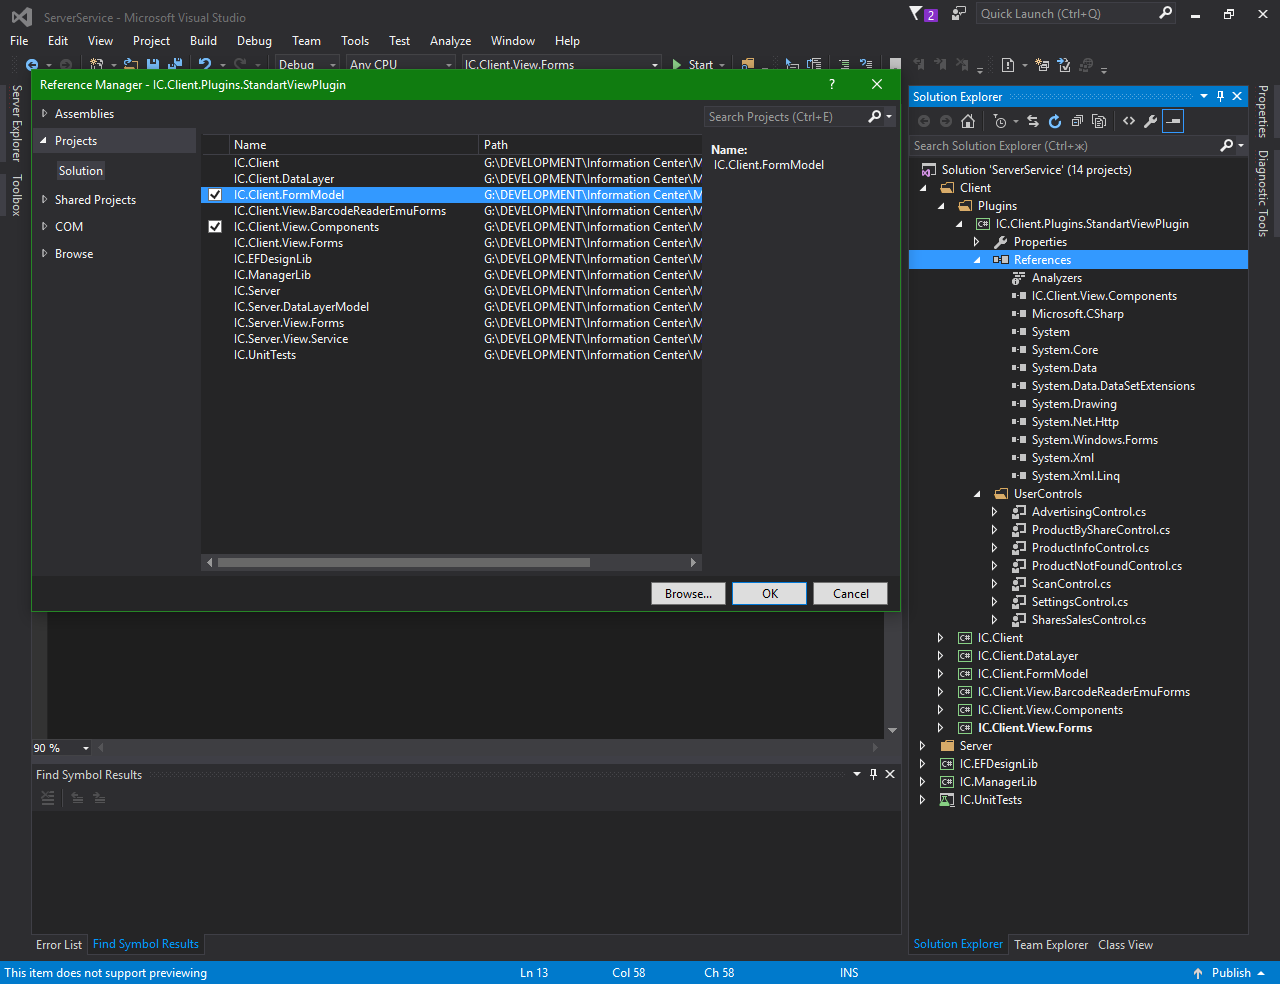 ServerService - Microsoft Visual Studio
2
Quick Launch (Ctrl+Q)
File Edit View Project Build Debug Team Tools Test Analyze Window Help
Debug Any CPU IC.Client.View.Forms Start
Reference Manager - IC.Client.Plugins.StandartViewPlugin ?
Server Explorer
Toolbox
Assemblies
Projects
Solution
Shared Projects
COM
Browse
Search Projects (Ctrl+E)
Name Path
IC.Client G:\DEVELOPMENT\Information Center\M
IC.Client.DataLayer G:\DEVELOPMENT\Information Center\M
IC.Client.FormModel G:\DEVELOPMENT\Information Center\M
IC.Client.View.BarcodeReaderEmuForms G:\DEVELOPMENT\Information Center\M
IC.Client.View.Components G:\DEVELOPMENT\Information Center\M
IC.Client.View.Forms G:\DEVELOPMENT\Information Center\M
IC.EFDesignLib G:\DEVELOPMENT\Information Center\M
IC.ManagerLib G:\DEVELOPMENT\Information Center\M
IC.Server G:\DEVELOPMENT\Information Center\M
IC.Server.DataLayerModel G:\DEVELOPMENT\Information Center\M
IC.Server.View.Forms G:\DEVELOPMENT\Information Center\M
IC.Server.View.Service G:\DEVELOPMENT\Information Center\M
IC.UnitTests G:\DEVELOPMENT\Information Center\M
Name:
IC.Client.FormModel
Browse... OK Cancel
90 %
Find Symbol Results
Error List Find Symbol Results
Solution Explorer
Search Solution Explorer (Ctrl+ж)
Solution 'ServerService' (14 projects)
Client
Plugins
C# IC.Client.Plugins.StandartViewPlugin
Properties
References
Analyzers
IC.Client.View.Components
Microsoft.CSharp
System
System.Core
System.Data
System.Data.DataSetExtensions
System.Drawing
System.Net.Http
System.Windows.Forms
System.Xml
System.Xml.Linq
UserControls
AdvertisingControl.cs
ProductByShareControl.cs
ProductInfoControl.cs
ProductNotFoundControl.cs
ScanControl.cs
SettingsControl.cs
SharesSalesControl.cs
C# IC.Client
C# IC.Client.DataLayer
C# IC.Client.FormModel
C# IC.Client.View.BarcodeReaderEmuForms
C# IC.Client.View.Components
C# IC.Client.View.Forms
Server
C# IC.EFDesignLib
C# IC.ManagerLib
IC.UnitTests
Solution Explorer Team Explorer Class View
Properties
Diagnostic Tools
This item does not support previewing Ln 13 Col 58 Ch 58 INS Publish